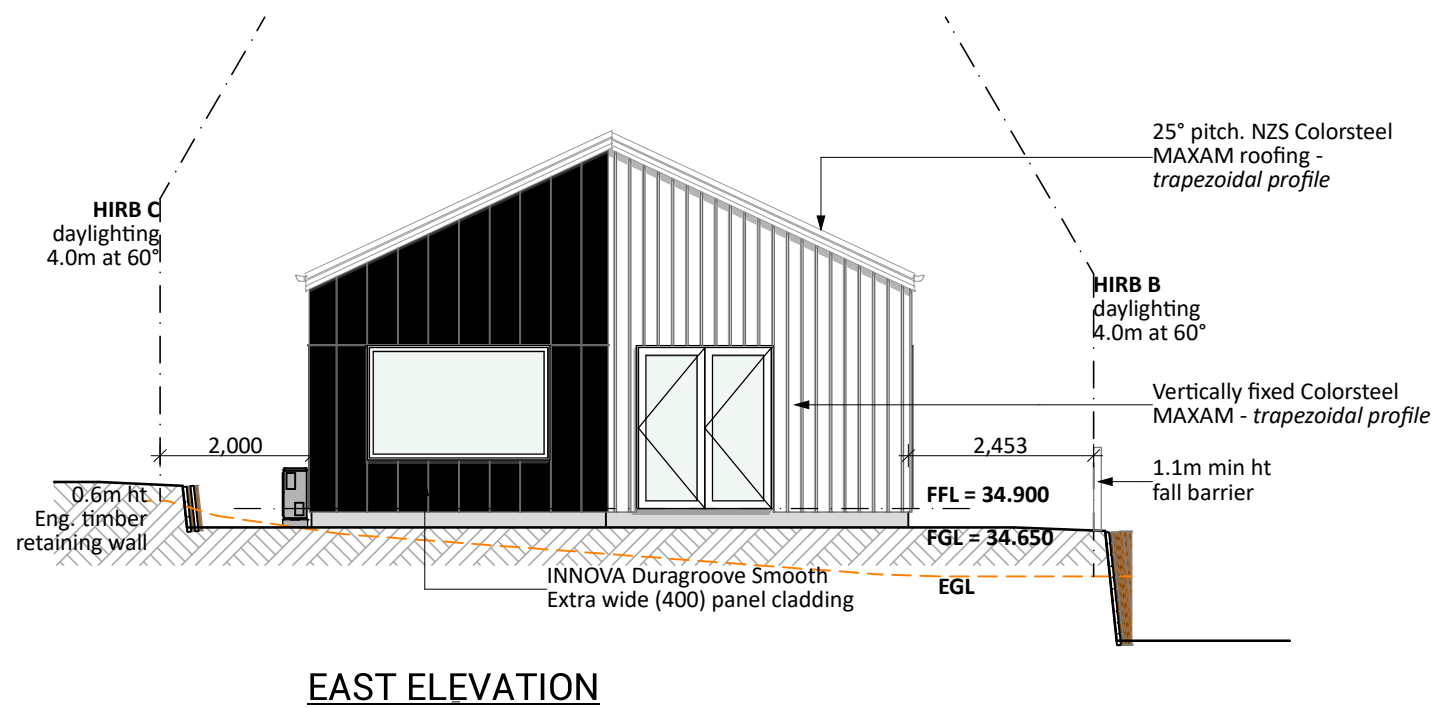 25° pitch. NZS Colorsteel
MAXAM roofing -
trapezoidal profile
HIRB C
daylighting
4.0m at 60°
HIRB B
daylighting
4.0m at 60°
Vertically fixed Colorsteel
MAXAM - trapezoidal profile
2,000
2,453
1.1m min ht
fall barrier
0.6m ht
Eng. timber
retaining wall
FFL = 34.900
FGL = 34.650
EGL
INNOVA Duragroove Smooth
Extra wide (400) panel cladding
EAST ELEVATION